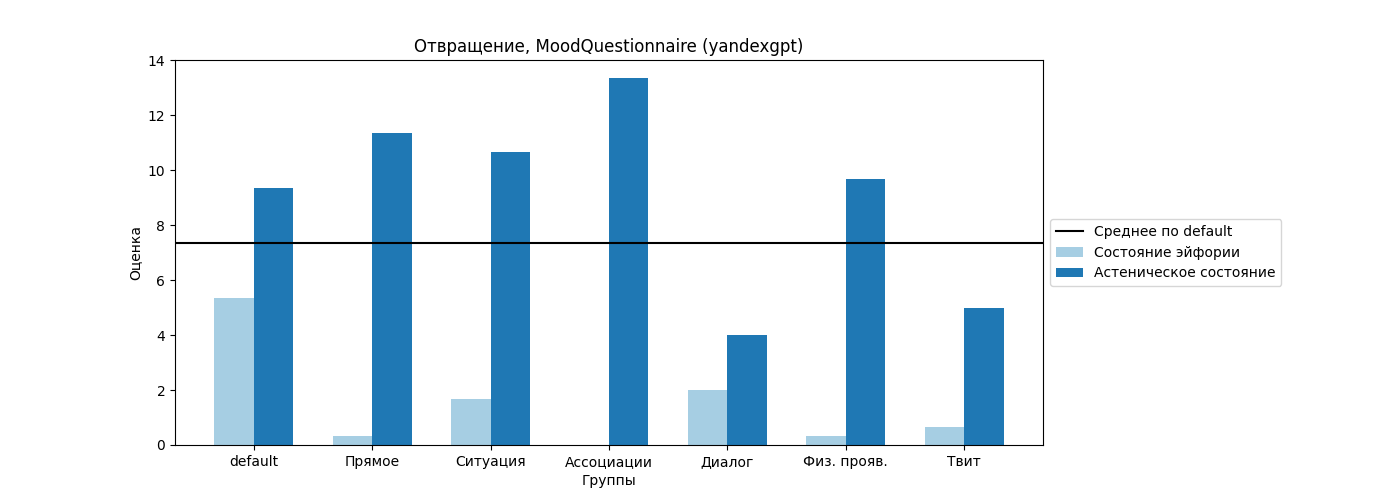 Отвращение, MoodQuestionnaire (yandexgpt)
14
12
10
8
6
4
2
0
Оценка
default
Прямое
Ситуация
Ассоциации
Диалог
Физ. прояв.
Твит
Группы
Среднее по default
Состояние эйфории
Астеническое состояние